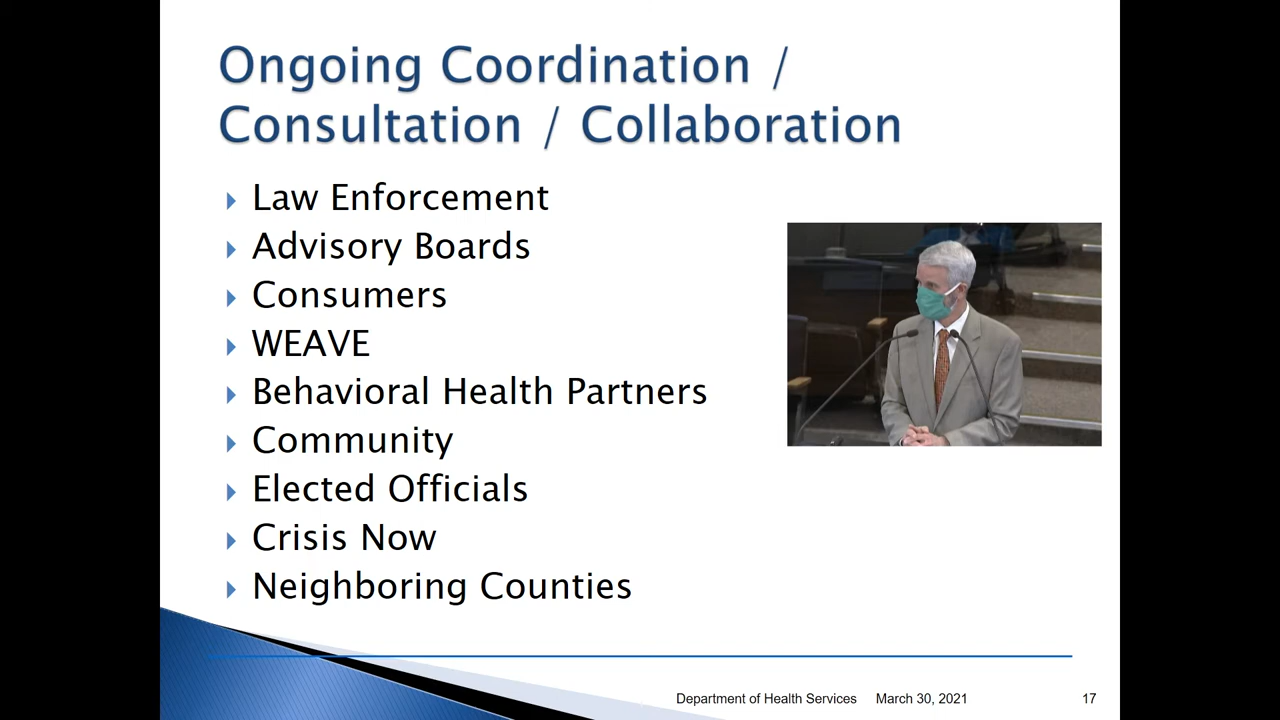 Ongoing Coordination /
Consultation / Collaboration
Law Enforcement
Advisory Boards
Consumers
WEAVE
Behavioral Health Partners
Community
Elected Officials
Crisis Now
Neighboring Counties
Department of Health Services March 30, 2021 17